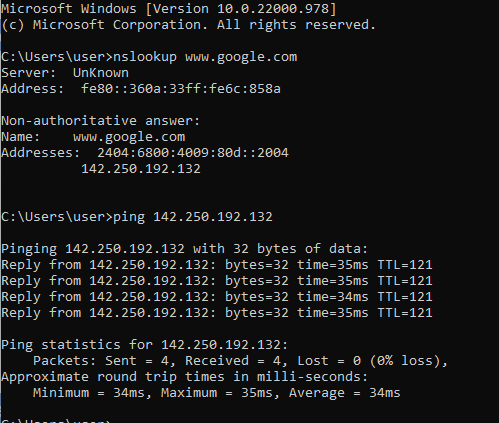 Microsoft Windows [Version 10.0.22000.978]
(c) Microsoft Corporation. All rights reserved.
C:\Users\user>nslookup www.google.com
Server:  UnKnown
Address:  fe80::360a:33ff:fe6c:858a
Non-authoritative answer:
Name:    www.google.com
Addresses:  2404:6800:4009:80d::2004
142.250.192.132
C:\Users\user>ping 142.250.192.132
Pinging 142.250.192.132 with 32 bytes of data:
Reply from 142.250.192.132: bytes=32 time=35ms TTL=121
Reply from 142.250.192.132: bytes=32 time=35ms TTL=121
Reply from 142.250.192.132: bytes=32 time=34ms TTL=121
Reply from 142.250.192.132: bytes=32 time=35ms TTL=121
Ping statistics for 142.250.192.132:
Packets: Sent = 4, Received = 4, Lost = 0 (0% loss),
Approximate round trip times in milli-seconds:
Minimum = 34ms, Maximum = 35ms, Average = 34ms